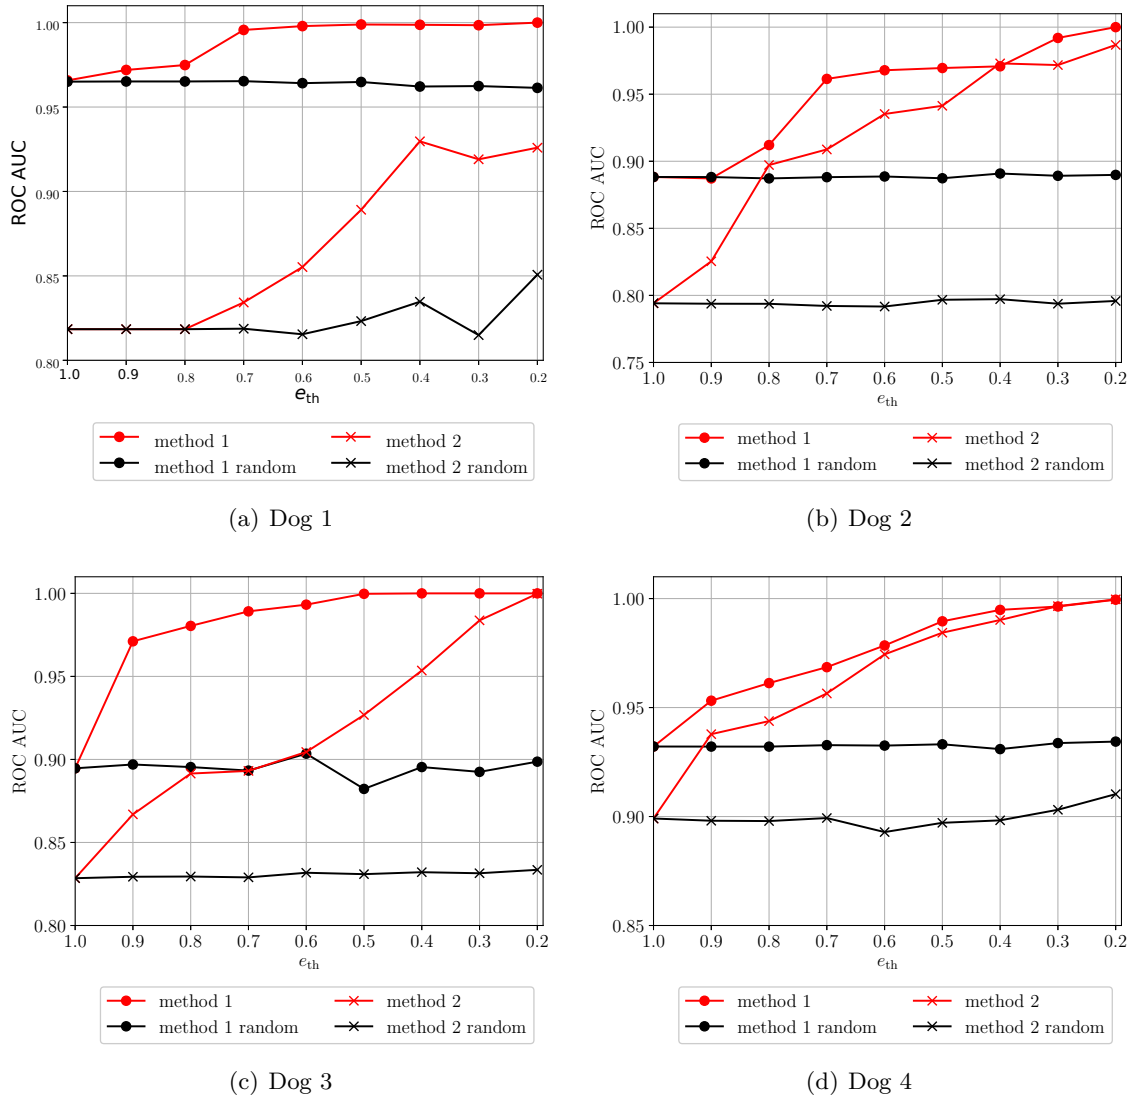 1.00
0.95
0.90
0.85
0.80
ROC AUC
1.0 0.9 0.8 0.7 0.6 0.5 0.4 0.3 0.2
e_th
method 1 method 2
method 1 random method 2 random
(a) Dog 1
1.00
0.95
0.90
0.85
0.80
0.75
ROC AUC
1.0 0.9 0.8 0.7 0.6 0.5 0.4 0.3 0.2
e_th
method 1 method 2
method 1 random method 2 random
(b) Dog 2
1.00
0.95
0.90
0.85
0.80
ROC AUC
1.0 0.9 0.8 0.7 0.6 0.5 0.4 0.3 0.2
e_th
method 1 method 2
method 1 random method 2 random
(c) Dog 3
1.00
0.95
0.90
0.85
ROC AUC
1.0 0.9 0.8 0.7 0.6 0.5 0.4 0.3 0.2
e_th
method 1 method 2
method 1 random method 2 random
(d) Dog 4